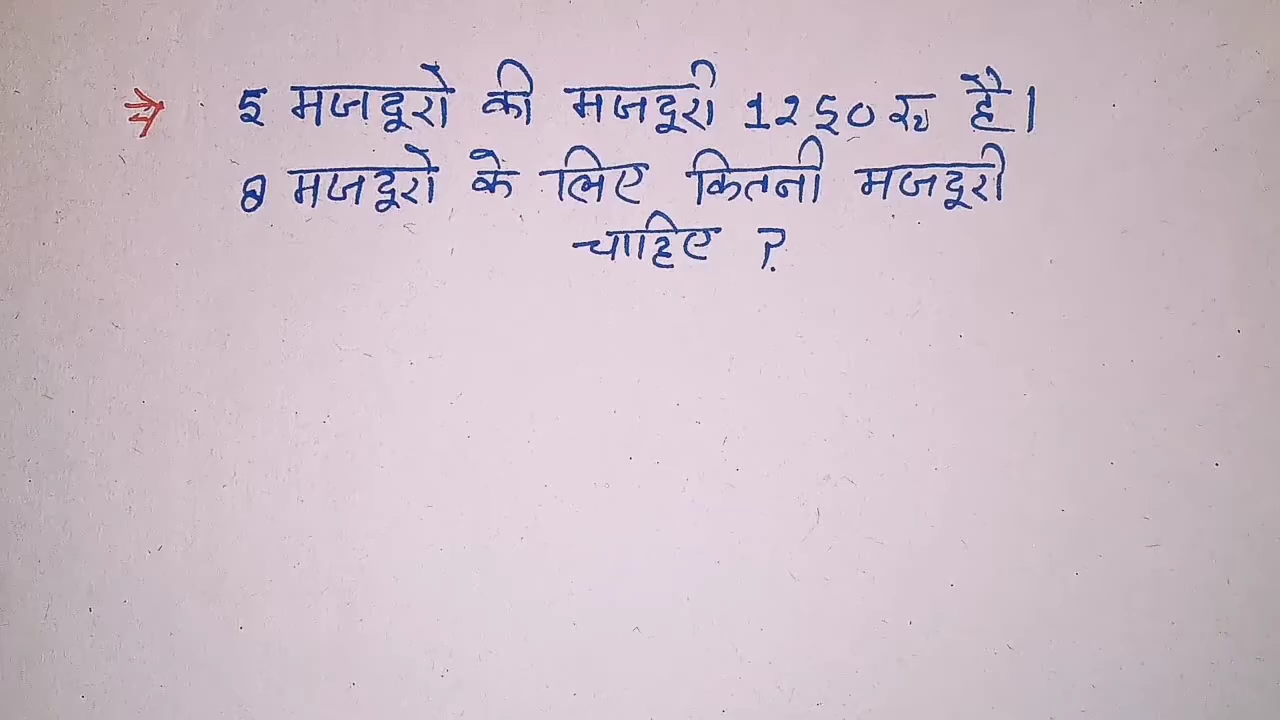 5 मजदूरो की मजदूरी 1250 रु है।
8 मजदूरो के लिए कितनी मजदूरी
चाहिए ?